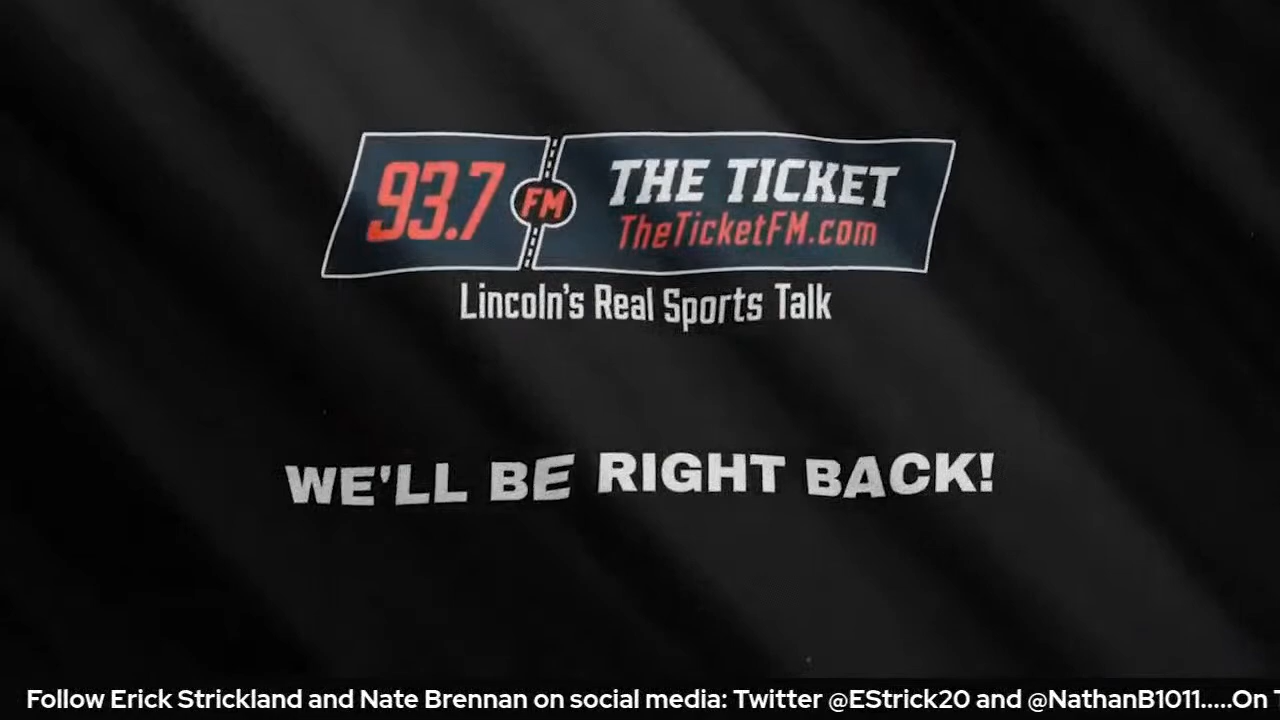 93.7 FM THE TICKET
TheTicketFM.com
Lincoln's Real Sports Talk
WE'LL BE RIGHT BACK!
Follow Erick Strickland and Nate Brennan on social media: Twitter @EStrick20 and @NathanB1011.....On